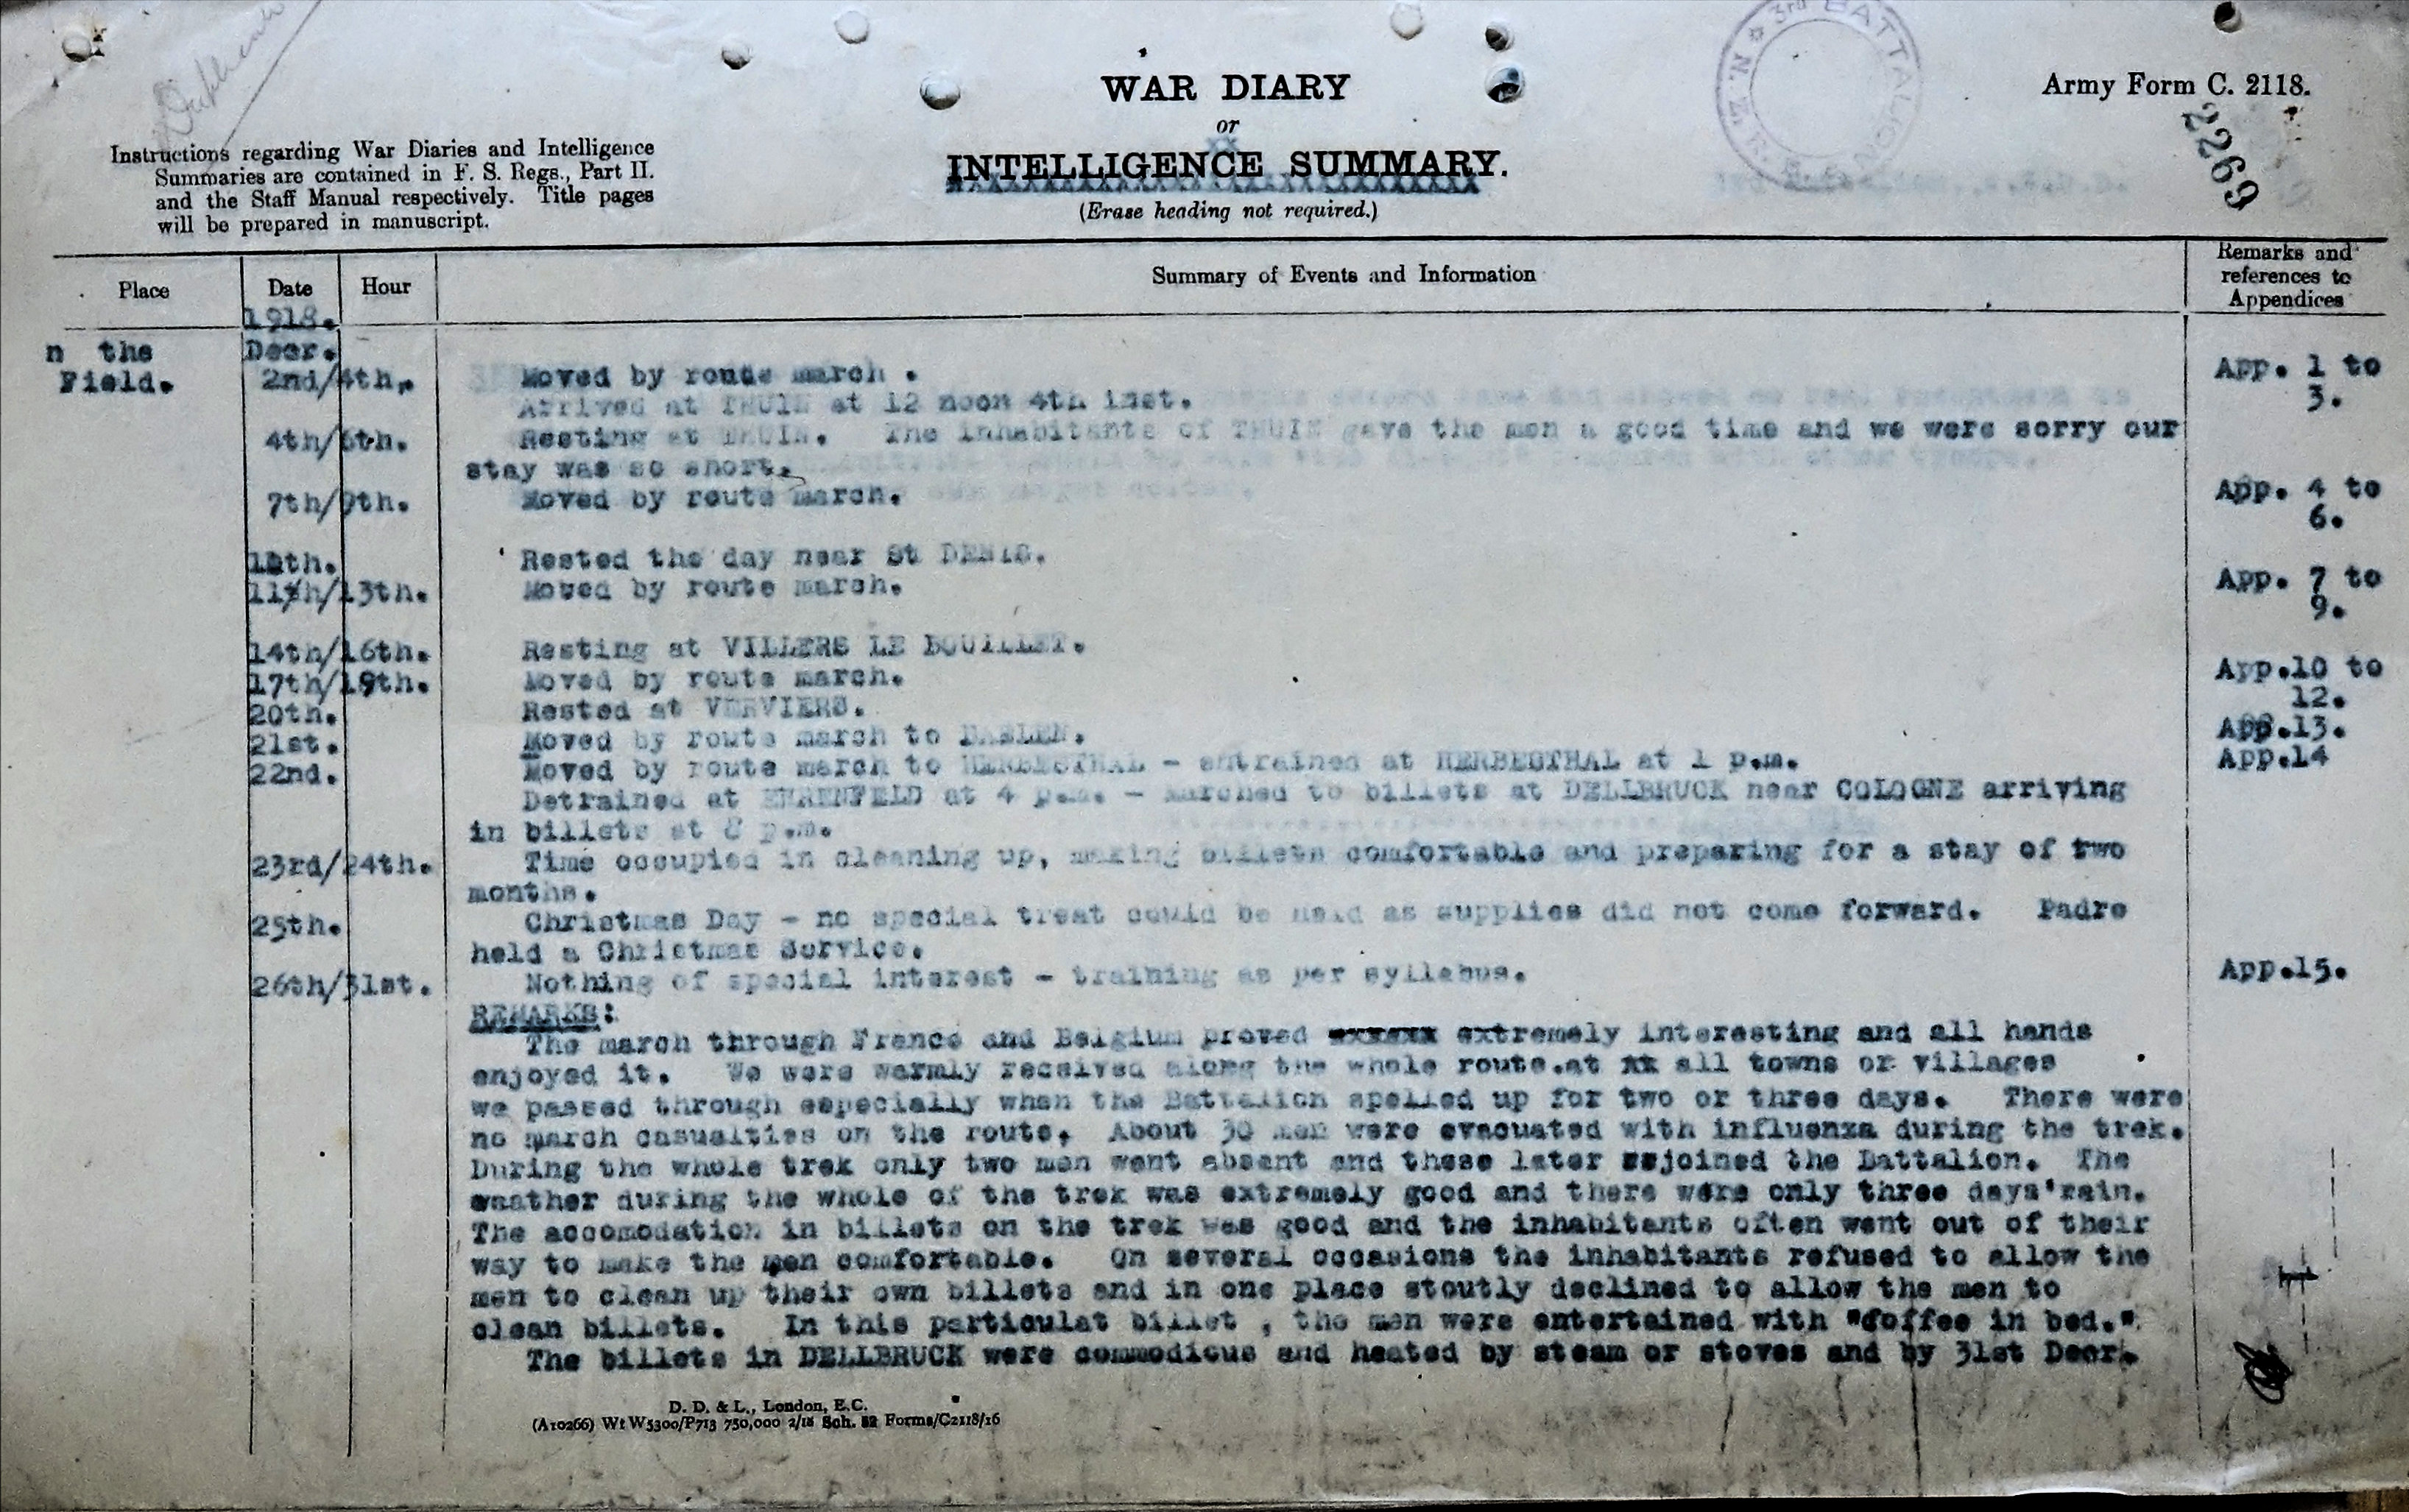 WAR DIARY
or
INTELLIGENCE SUMMARY.
(Erase heading not required.)
3rd BATTALION N.Z.R.B.
Army Form C. 2118.
2269
Instructions regarding War Diaries and Intelligence
Summaries are contained in F. S. Regs., Part II.
and the Staff Manual respectively. Title pages
will be prepared in manuscript.
Place Date Hour Summary of Events and Information Remarks and references to Appendices
1918.
n the Decr.
Field. 2nd/4th, Moved by route march . App. 1 to
Arrived at THUIN at 12 noon 4th inst. 3.
4th/6th. Resting at THUIN. The inhabitants of THUIN gave the men a good time and we were sorry our
stay was so short.
7th/9th. Moved by route march. App. 4 to
6.
10th. Rested the day near St DENIS.
11th/13th. Moved by route march. App. 7 to
9.
14th/16th. Resting at VILLERS LE BOUILLET.
17th/19th. Moved by route march. App.10 to
20th. Rested at VERVIERS. 12.
21st. Moved by route march to BAELEN. App.13.
22nd. Moved by route march to HERBESTHAL - entrained at HERBESTHAL at 1 p.m. App.14
Detrained at EHRENFELD at 4 p.m. - marched to billets at DELLBRUCK near COLOGNE arriving
in billets at 8 p.m.
23rd/24th. Time occupied in cleaning up, making billets comfortable and preparing for a stay of two
months.
25th. Christmas Day - no special treat could be held as supplies did not come forward. Padre
held a Christmas Service.
26th/31st. Nothing of special interest - training as per syllabus. App.15.
REMARKS:
The march through France and Belgium proved extremely interesting and all hands
enjoyed it. We were warmly received along the whole route.at all towns or villages
we passed through especially when the Battalion spelled up for two or three days. There were
no march casualties on the route. About 30 men were evacuated with influenza during the trek.
During the whole trek only two men went absent and these later rejoined the Battalion. The
weather during the whole of the trek was extremely good and there were only three days'rain.
The accomodation in billets on the trek was good and the inhabitants often went out of their
way to make the men comfortable. On several occasions the inhabitants refused to allow the
men to clean up their own billets and in one place stoutly declined to allow the men to
clean billets. In this particulat billet , the men were entertained with "Coffee in bed."
The billets in DELLBRUCK were commodious and heated by steam or stoves and by 31st Decr.
D. D. & L., London, E.C.
(A10266) Wt W5300/P713 750,000 2/18 Sch. 52 Forms/C2118/16